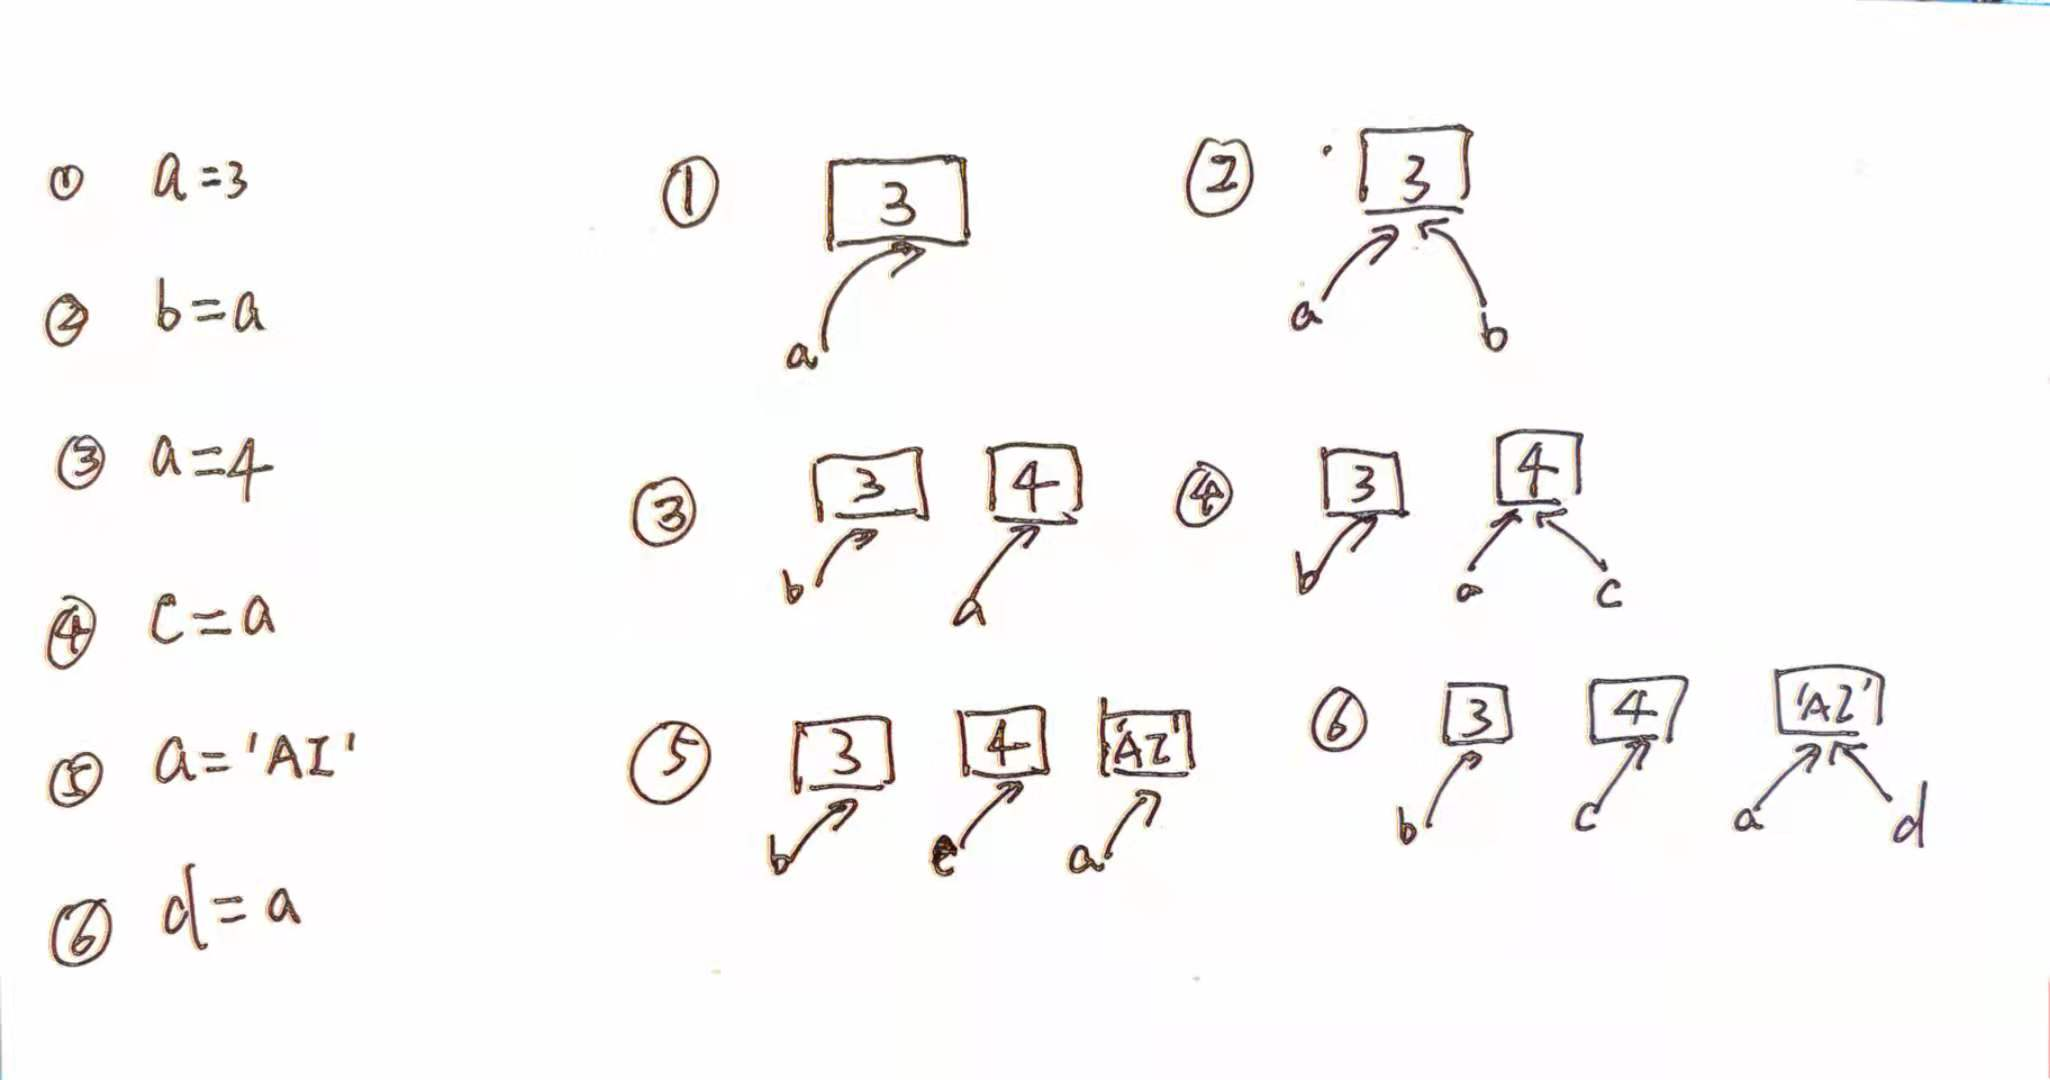 ① a=3
② b=a
③ a=4
④ c=a
⑤ a='AI'
⑥ d=a
① 3
a
② 3
a b
③ 3 4
b a
④ 3 4
b a c
⑤ 3 4 'AI'
b c a
⑥ 3 4 'AI'
b c a d